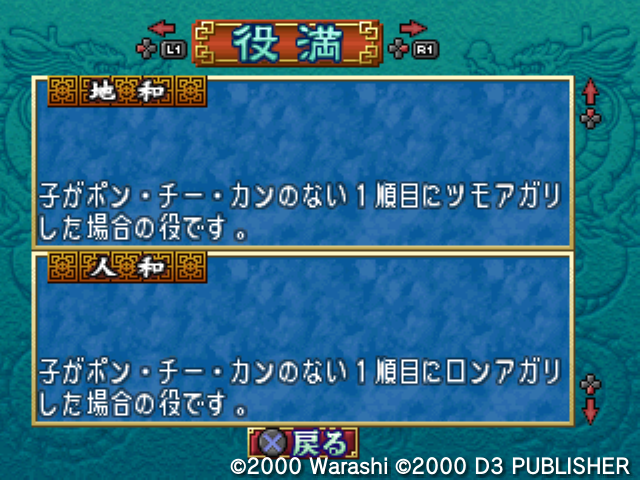 L1 役満 R1
地和
子がポン・チー・カンのない1順目にツモアガリ
した場合の役です。
人和
子がポン・チー・カンのない1順目にロンアガリ
した場合の役です。
戻る
©2000 Warashi ©2000 D3 PUBLISHER